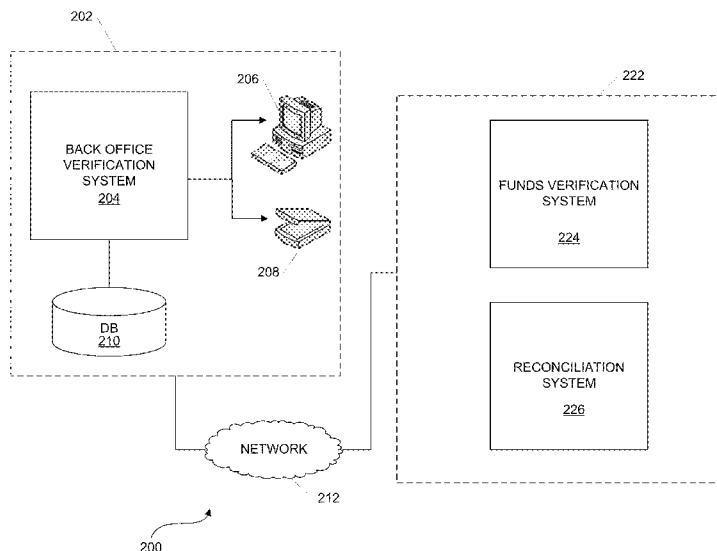 202
206
222
BACK OFFICE
VERIFICATION
SYSTEM
204
FUNDS VERIFICATION
SYSTEM
224
208
DB
210
RECONCILIATION
SYSTEM
226
NETWORK
212
200